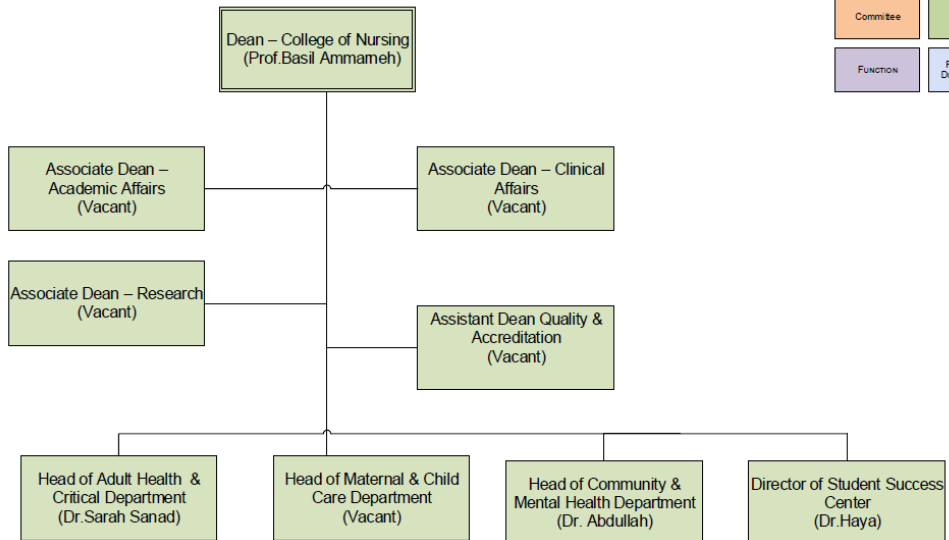 Dean – College of Nursing
(Prof.Basil Ammarneh)
Committee
FUNCTION
Associate Dean –
Academic Affairs
(Vacant)
Associate Dean – Clinical
Affairs
(Vacant)
Associate Dean – Research
(Vacant)
Assistant Dean Quality &
Accreditation
(Vacant)
Head of Adult Health &
Critical Department
(Dr.Sarah Sanad)
Head of Maternal & Child
Care Department
(Vacant)
Head of Community &
Mental Health Department
(Dr. Abdullah)
Director of Student Success
Center
(Dr.Haya)